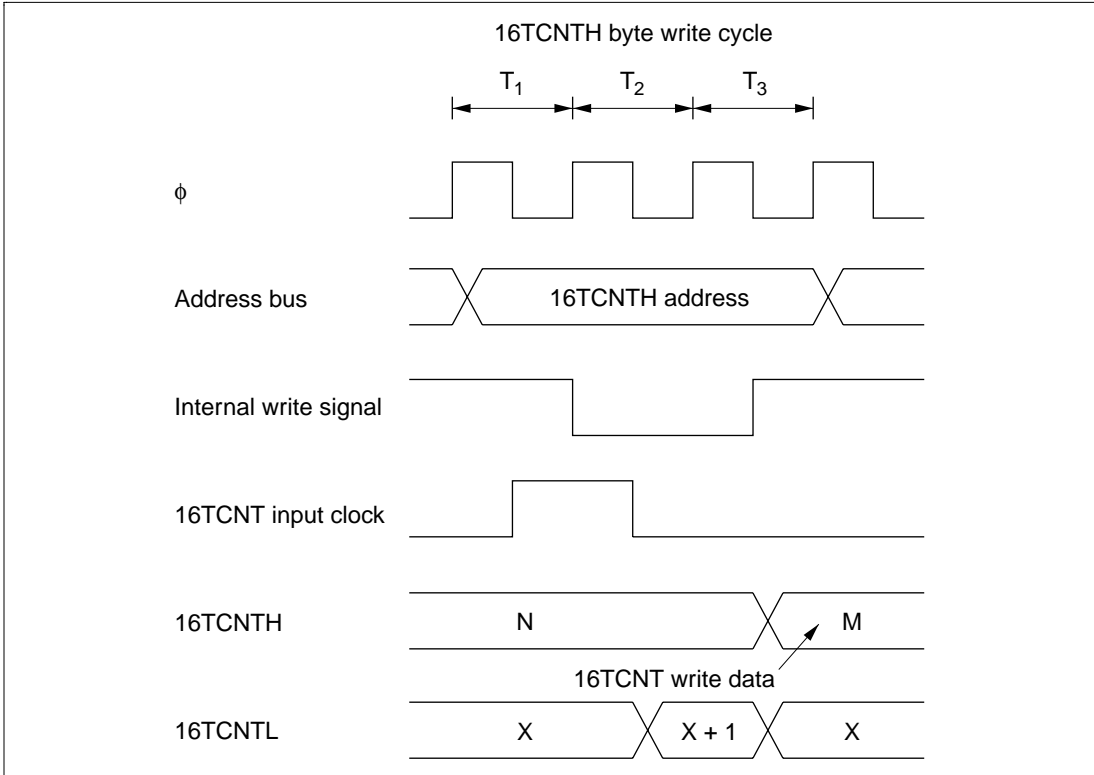 16TCNTH byte write cycle
T1 T2 T3
φ
Address bus
16TCNTH address
Internal write signal
16TCNT input clock
16TCNTH
N
M
16TCNT write data
16TCNTL
X
X + 1
X